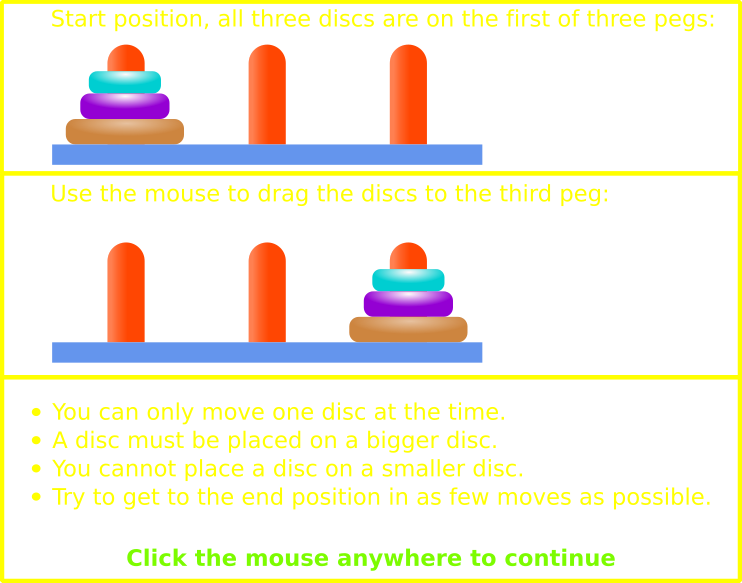 Start position, all three discs are on the first of three pegs:
Use the mouse to drag the discs to the third peg:
• You can only move one disc at the time.
• A disc must be placed on a bigger disc.
• You cannot place a disc on a smaller disc.
• Try to get to the end position in as few moves as possible.
Click the mouse anywhere to continue